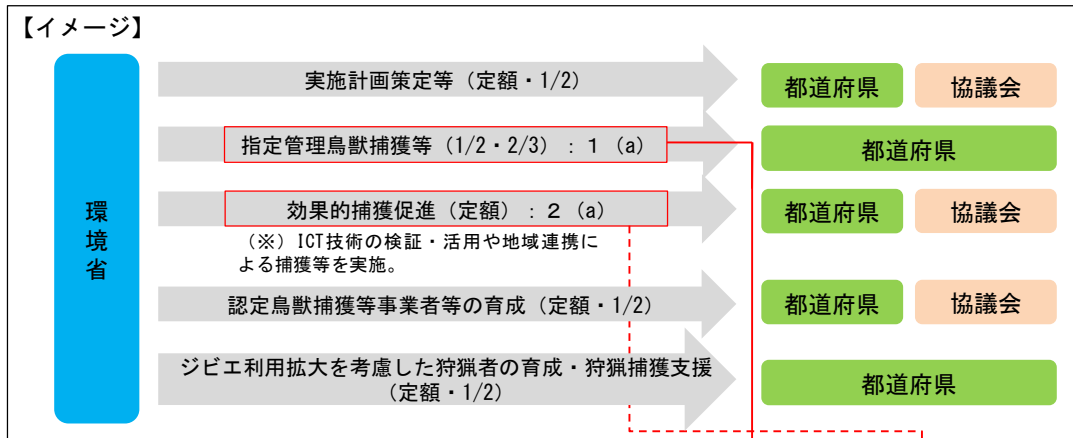 【イメージ】
環境省
実施計画策定等（定額・1/2）
都道府県
協議会
指定管理鳥獣捕獲等（1/2・2/3）：１（a）
都道府県
効果的捕獲促進（定額）：２（a）
（※）ICT技術の検証・活用や地域連携に
よる捕獲等を実施。
都道府県
協議会
認定鳥獣捕獲等事業者等の育成（定額・1/2）
都道府県
協議会
ジビエ利用拡大を考慮した狩猟者の育成・狩猟捕獲支援
（定額・1/2）
都道府県